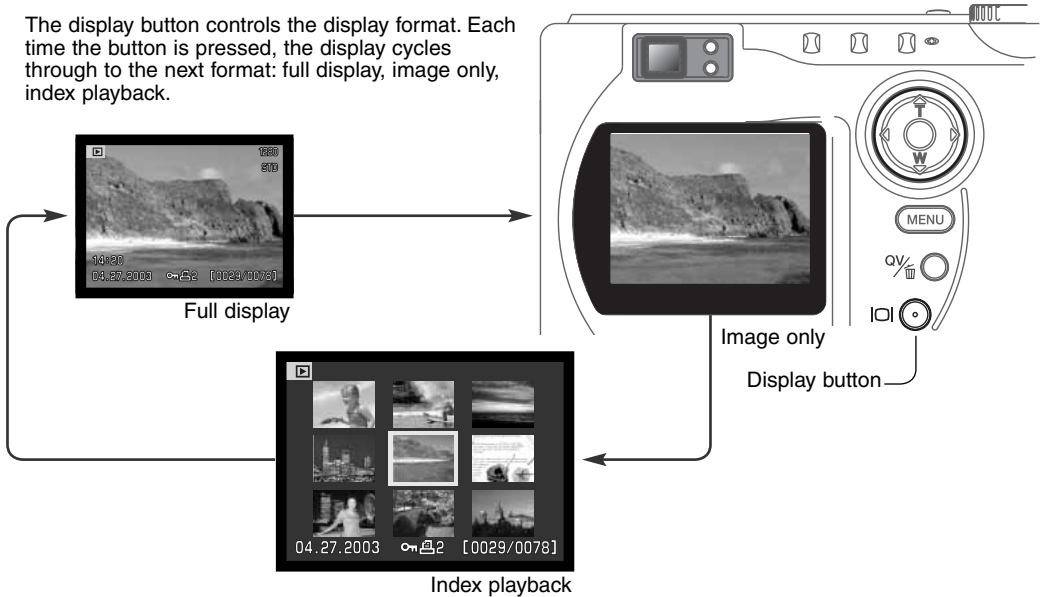 The display button controls the display format. Each
time the button is pressed, the display cycles
through to the next format: full display, image only,
index playback.
1280
STD
14:20
04.27.2003 2 [0029/0078]
Full display
T
W
MENU
QV/
Image only
Display button
04.27.2003 2 [0029/0078]
Index playback